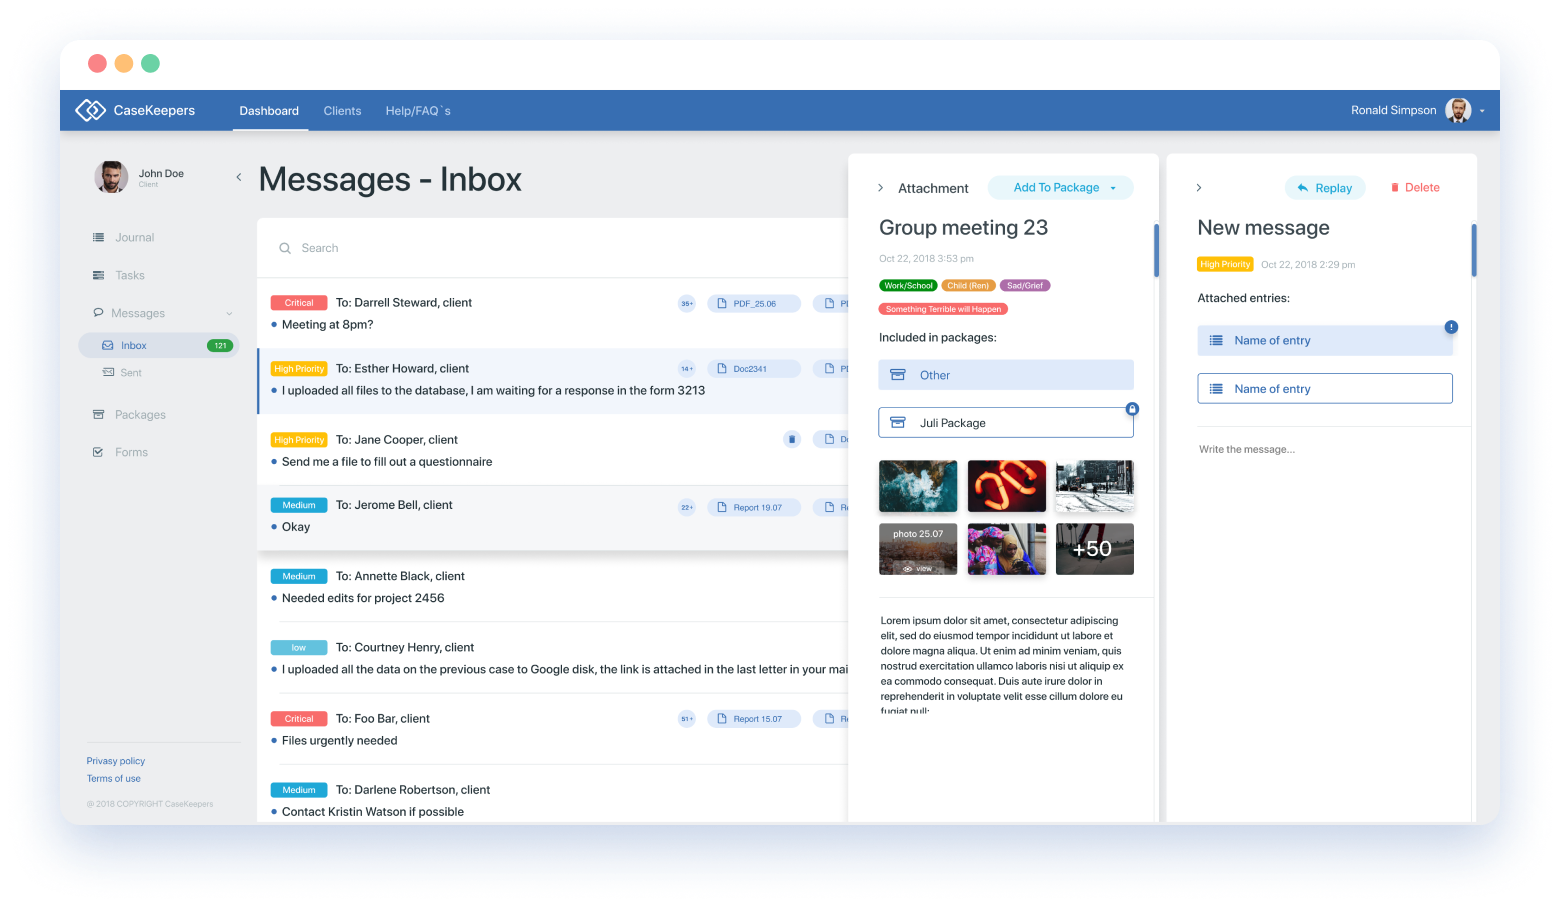 CaseKeepers
Dashboard
Clients
Help/FAQ`s
Ronald Simpson
John Doe
Client
Journal
Tasks
Messages
Inbox
121
Sent
Packages
Forms
Privasy policy
Terms of use
@ 2018 COPYRIGHT CaseKeepers
Messages - Inbox
Search
Critical To: Darrell Steward, client 35+ PDF_25.06
Meeting at 8pm?
High Priority To: Esther Howard, client 14+ Doc2341
I uploaded all files to the database, I am waiting for a response in the form 3213
High Priority To: Jane Cooper, client
Send me a file to fill out a questionnaire
Medium To: Jerome Bell, client 22+ Report 19.07
Okay
Medium To: Annette Black, client
Needed edits for project 2456
low To: Courtney Henry, client
I uploaded all the data on the previous case to Google disk, the link is attached in the last letter in your mai
Critical To: Foo Bar, client 51+ Report 15.07
Files urgently needed
Medium To: Darlene Robertson, client
Contact Kristin Watson if possible
Attachment
Add To Package
Group meeting 23
Oct 22, 2018 3:53 pm
Work/School Child (Ren) Sad/Grief
Something Terrible will Happen
Included in packages:
Other
Juli Package
photo 25.07
view
+50
Lorem ipsum dolor sit amet, consectetur adipiscing
elit, sed do eiusmod tempor incididunt ut labore et
dolore magna aliqua. Ut enim ad minim veniam, quis
nostrud exercitation ullamco laboris nisi ut aliquip ex
ea commodo consequat. Duis aute irure dolor in
reprehenderit in voluptate velit esse cillum dolore eu
fugiat null:
Replay
Delete
New message
High Priority Oct 22, 2018 2:29 pm
Attached entries:
Name of entry
!
Name of entry
Write the message...